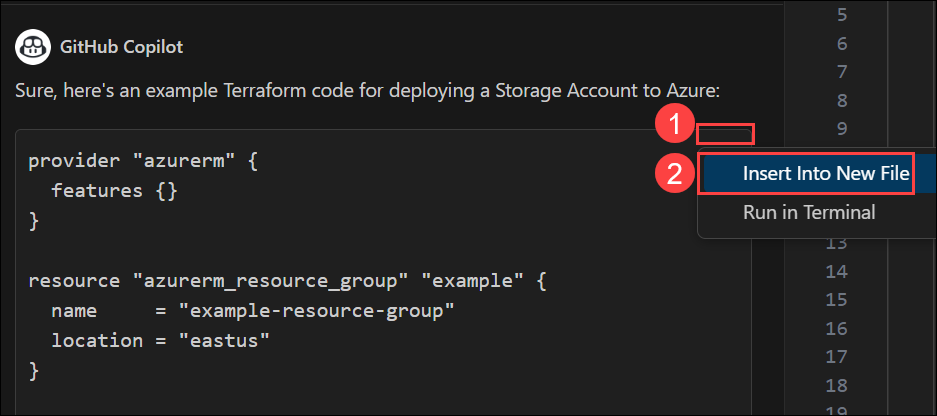 GitHub Copilot
Sure, here's an example Terraform code for deploying a Storage Account to Azure:
provider "azurerm" {
  features {}
}
resource "azurerm_resource_group" "example" {
  name     = "example-resource-group"
  location = "eastus"
}
1
2
Insert Into New File
Run in Terminal
5
6
7
8
9
13
14
15
16
17
18
19